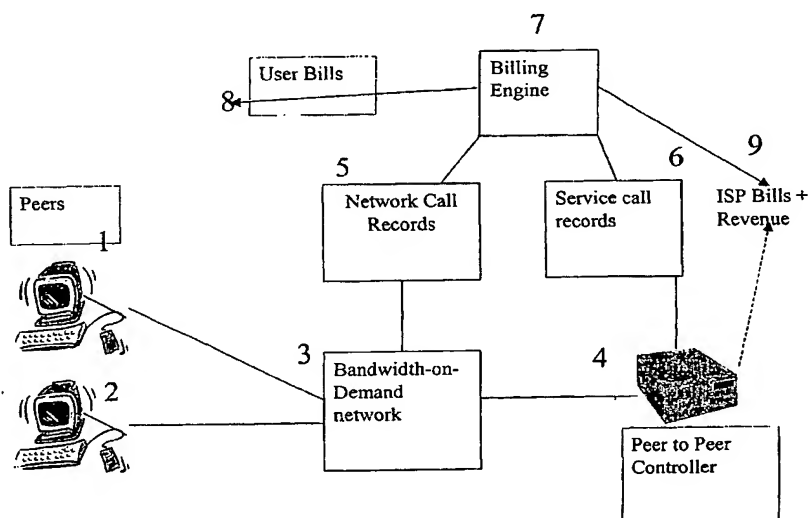 7
User Bills
Billing
Engine
8
9
5
6
Peers
Network Call
Records
Service call
records
ISP Bills +
Revenue
1
3
4
2
Bandwidth-on-
Demand
network
Peer to Peer
Controller